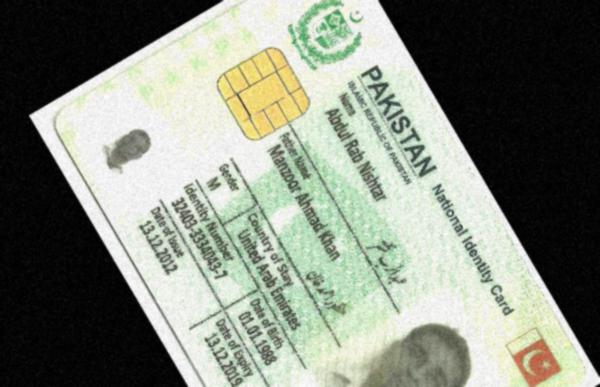 PAKISTAN National Identity Card
ISLAMIC REPUBLIC OF PAKISTAN
Name
Abdul Rab Nishtar
Father Name
Manzoor Ahmad Khan
Gender
M
Country of Stay
United Arab Emirates
Identity Number
32403-3334043-7
Date of Birth
01.01.1988
Date of Issue
13.12.2012
Date of Expiry
13.12.2019